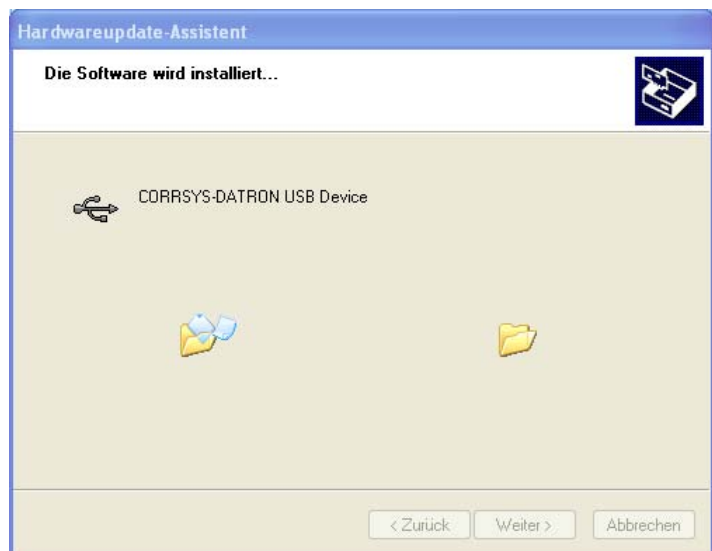 Hardwareupdate-Assistent
Die Software wird installiert...
CORRSYS-DATRON USB Device
< Zurück
Weiter >
Abbrechen